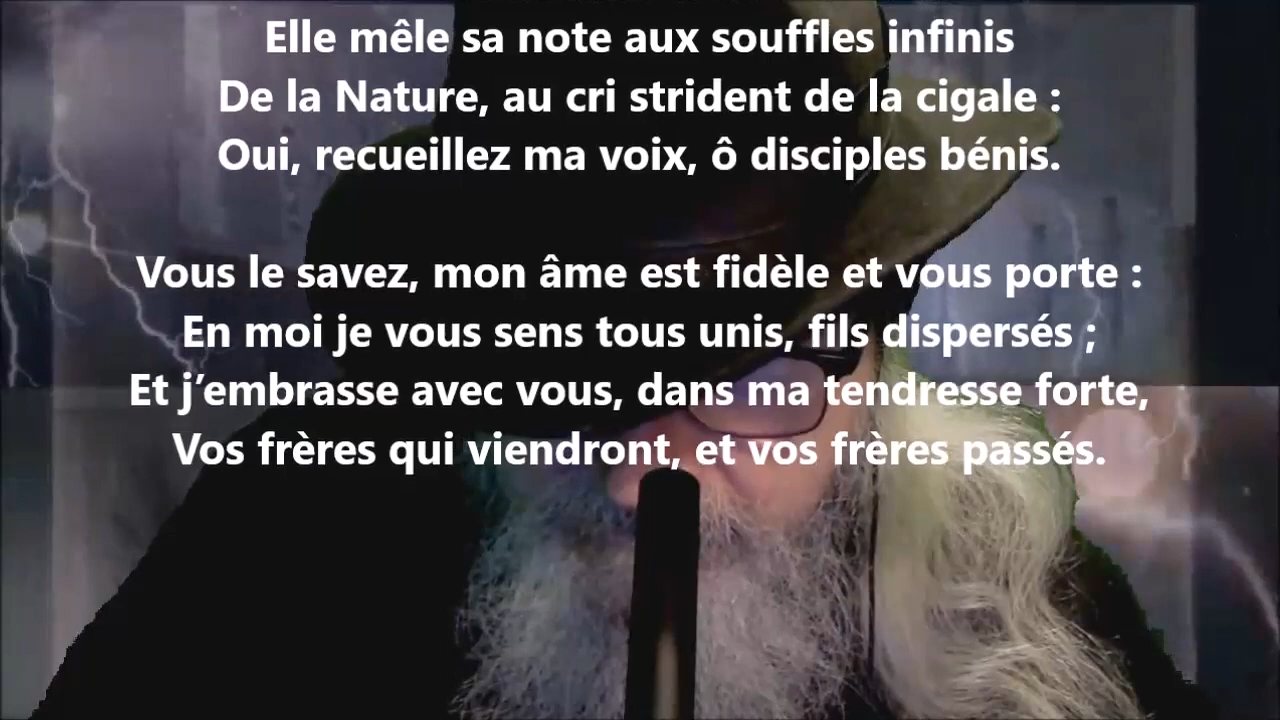 Elle mêle sa note aux souffles infinis
De la Nature, au cri strident de la cigale :
Oui, recueillez ma voix, ô disciples bénis.
Vous le savez, mon âme est fidèle et vous porte :
En moi je vous sens tous unis, fils dispersés ;
Et j’embrasse avec vous, dans ma tendresse forte,
Vos frères qui viendront, et vos frères passés.